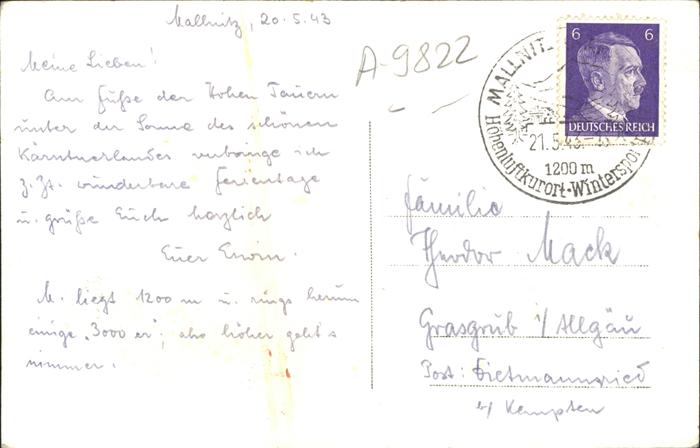 Mallnitz, 20.5.43
Meine Lieben!
Am Fuße der Hohen Tauern
unter der Sonne des schönen
Kärntnerlandes verbringe ich
z. Zt. wunderbare Ferientage
u. grüße Euch herzlich
Euer Erwin.
M. liegt 1200 m u. rings herum
einige "3000 er", also höher geht's
nimmer.
A-9822
6 6
DEUTSCHES REICH
MALLNITZ
21.5.43
1200 m
Höhenluftkurort-Winterspor
Familie
Theodor Mack
Grasgrub i/ Allgäu
Post: Dietmannsried
b/ Kempten